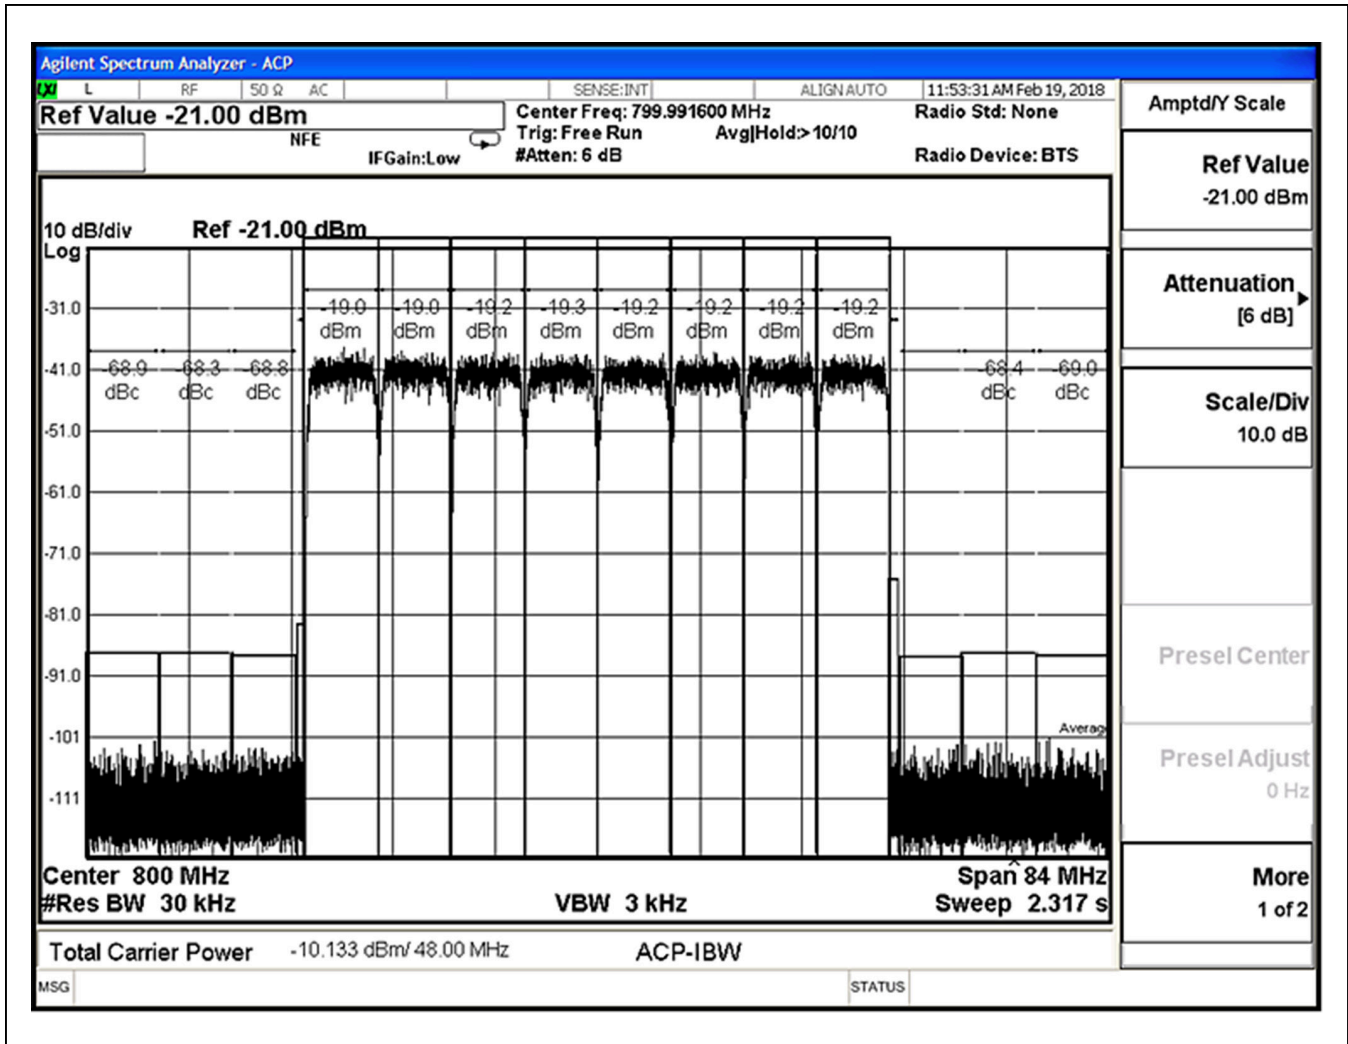 Agilent Spectrum Analyzer - ACP
LXI L RF 50 Ω AC SENSE:INT ALIGN AUTO 11:53:31 AM Feb 19, 2018
Ref Value -21.00 dBm
NFE
IFGain:Low
Center Freq: 799.991600 MHz
Trig: Free Run Avg|Hold:>10/10
#Atten: 6 dB
Radio Std: None
Radio Device: BTS
10 dB/div Ref -21.00 dBm
Log
-31.0
-41.0
-51.0
-61.0
-71.0
-81.0
-91.0
-101
-111
-19.0 -19.0 -19.2 -19.3 -19.2 -19.2 -19.2 -19.2
dBm dBm dBm dBm dBm dBm dBm dBm
-68.9 -68.3 -68.8 -68.4 -69.0
dBc dBc dBc dBc dBc
Average
Center 800 MHz Span 84 MHz
#Res BW 30 kHz VBW 3 kHz Sweep 2.317 s
Total Carrier Power -10.133 dBm/ 48.00 MHz ACP-IBW
MSG STATUS
Amptd/Y Scale
Ref Value
-21.00 dBm
Attenuation
[6 dB]
Scale/Div
10.0 dB
Presel Center
Presel Adjust
0 Hz
More
1 of 2